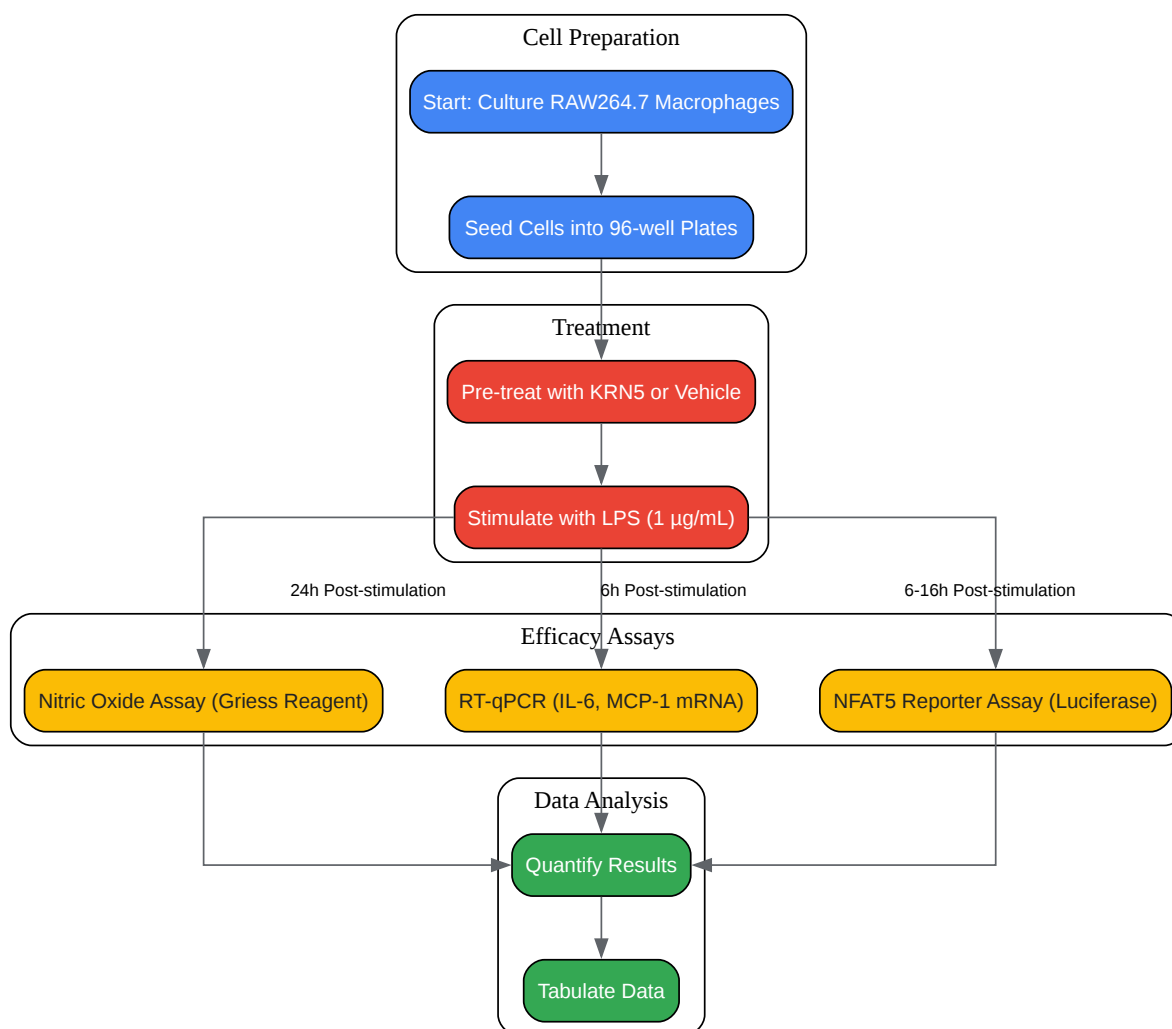 Cell Preparation
Start: Culture RAW264.7 Macrophages
Seed Cells into 96-well Plates
Treatment
Pre-treat with KRN5 or Vehicle
Stimulate with LPS (1 µg/mL)
24h Post-stimulation
6h Post-stimulation
6-16h Post-stimulation
Efficacy Assays
Nitric Oxide Assay (Griess Reagent)
RT-qPCR (IL-6, MCP-1 mRNA)
NFAT5 Reporter Assay (Luciferase)
Data Analysis
Quantify Results
Tabulate Data